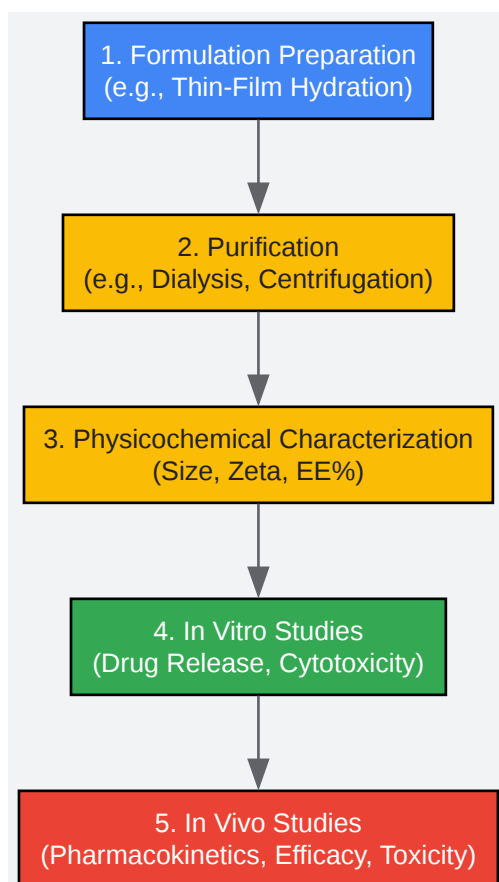 1. Formulation Preparation
(e.g., Thin-Film Hydration)
2. Purification
(e.g., Dialysis, Centrifugation)
3. Physicochemical Characterization
(Size, Zeta, EE%)
4. In Vitro Studies
(Drug Release, Cytotoxicity)
5. In Vivo Studies
(Pharmacokinetics, Efficacy, Toxicity)